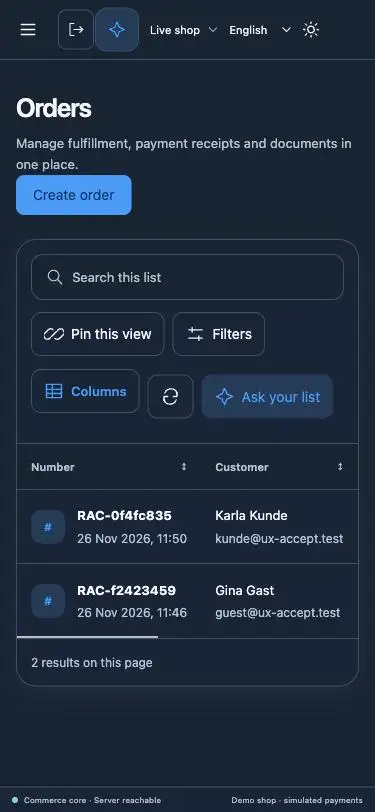 Live shop
English
Orders
Manage fulfillment, payment receipts and documents in
one place.
Create order
Search this list
Pin this view
Filters
Columns
Ask your list
Number
Customer
#
RAC-0f4fc835
Karla Kunde
26 Nov 2026, 11:50
kunde@ux-accept.test
#
RAC-f2423459
Gina Gast
26 Nov 2026, 11:46
guest@ux-accept.test
2 results on this page
Commerce core · Server reachable
Demo shop · simulated payments